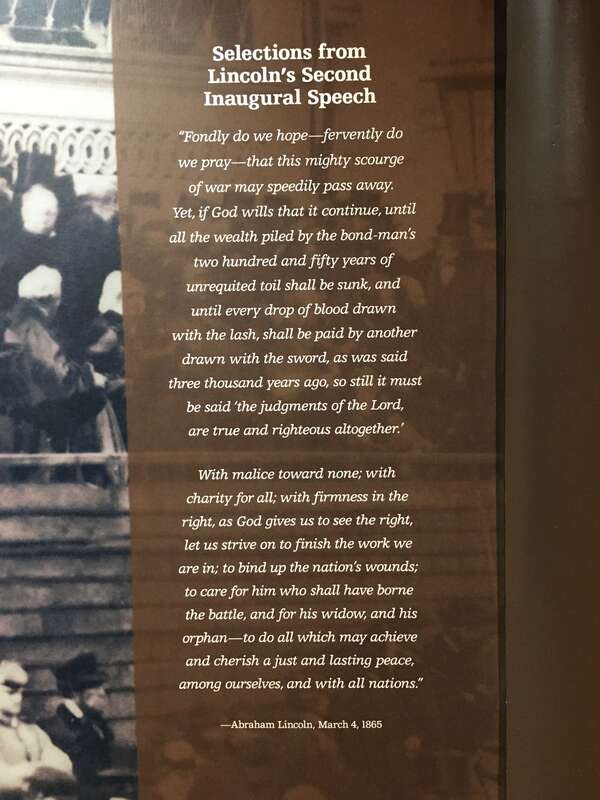 Selections from
Lincoln's Second
Inaugural Speech
"Fondly do we hope—fervently do
we pray—that this mighty scourge
of war may speedily pass away.
Yet, if God wills that it continue, until
all the wealth piled by the bond-man's
two hundred and fifty years of
unrequited toil shall be sunk, and
until every drop of blood drawn
with the lash, shall be paid by another
drawn with the sword, as was said
three thousand years ago, so still it must
be said 'the judgments of the Lord,
are true and righteous altogether.'
With malice toward none; with
charity for all; with firmness in the
right, as God gives us to see the right,
let us strive on to finish the work we
are in; to bind up the nation's wounds;
to care for him who shall have borne
the battle, and for his widow, and his
orphan—to do all which may achieve
and cherish a just and lasting peace,
among ourselves, and with all nations."
—Abraham Lincoln, March 4, 1865